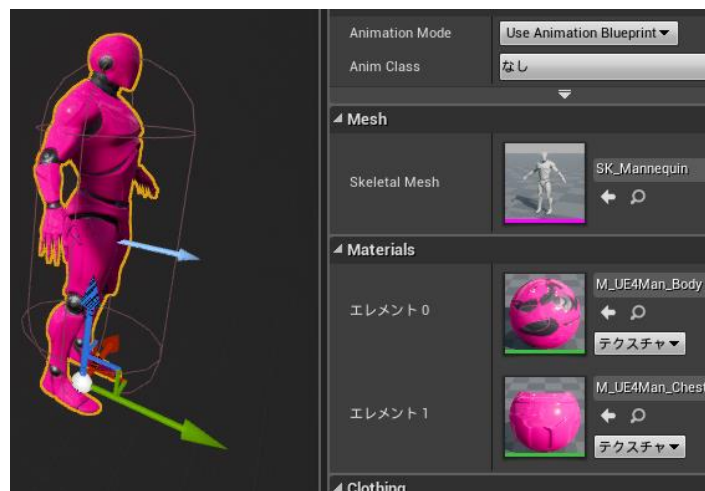 Animation Mode
Use Animation Blueprint
Anim Class
なし
Mesh
Skeletal Mesh
SK_Mannequin
Materials
エレメント 0
M_UE4Man_Body
テクスチャ
エレメント 1
M_UE4Man_Chest
テクスチャ
Clothing